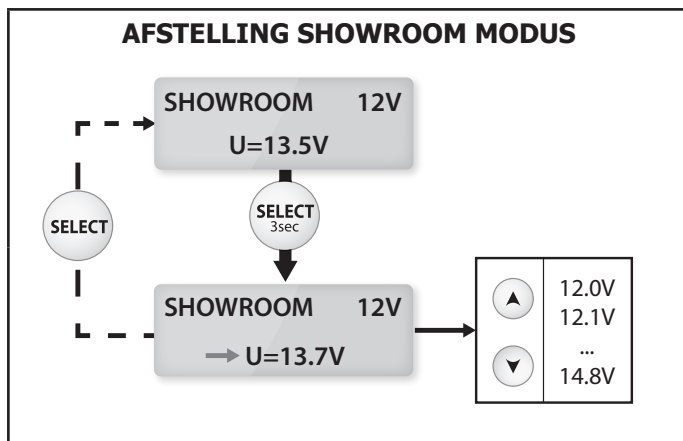 AFSTELLING SHOWROOM MODUS
SHOWROOM 12V
U=13.5V
SELECT
SELECT
3sec
SHOWROOM 12V
U=13.7V
12.0V
12.1V
...
14.8V